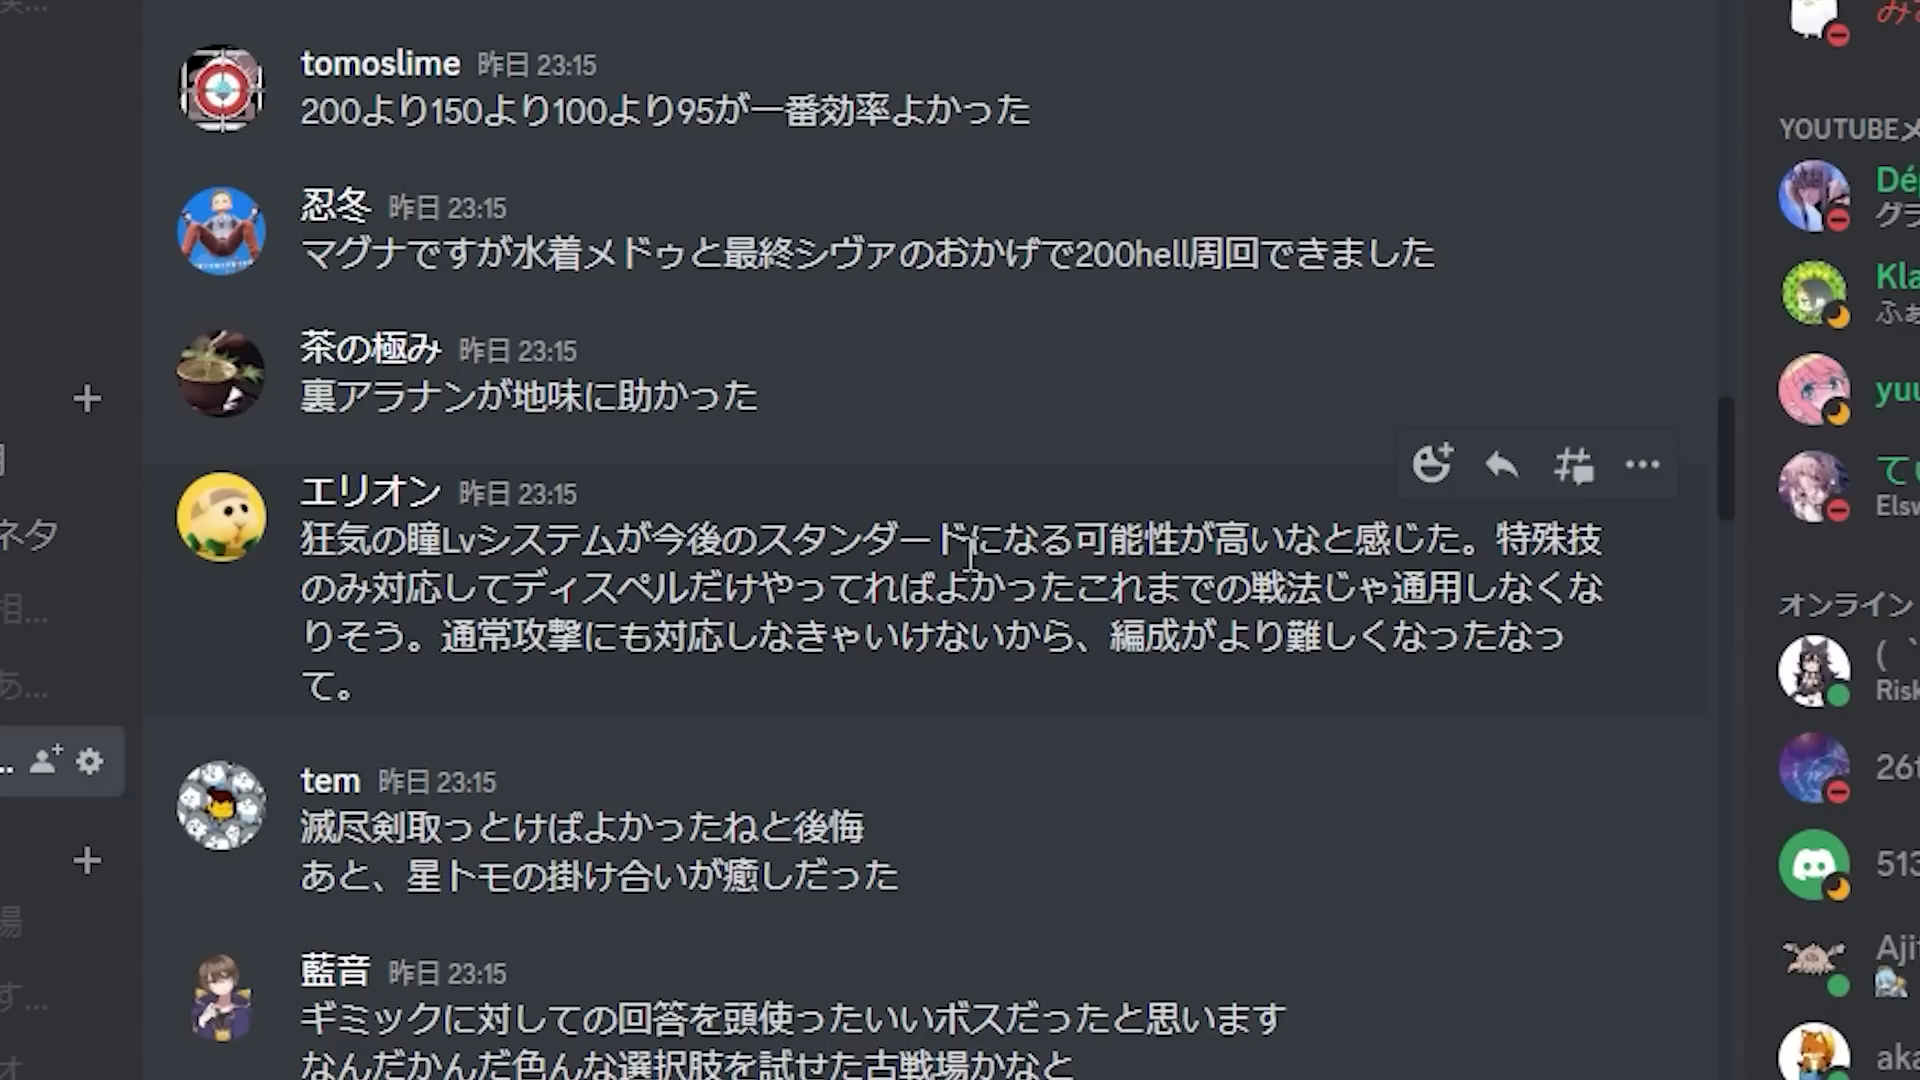 tomoslime 昨日 23:15
200より150より100より95が一番効率よかった
忍冬 昨日 23:15
マグナですが水着メドゥと最終シヴァのおかげで200hell周回できました
茶の極み 昨日 23:15
裏アラナンが地味に助かった
エリオン 昨日 23:15
狂気の瞳Lvシステムが今後のスタンダードになる可能性が高いなと感じた。特殊技
のみ対応してディスペルだけやってればよかったこれまでの戦法じゃ通用しなくな
りそう。通常攻撃にも対応しなきゃいけないから、編成がより難しくなったなっ
て。
tem 昨日 23:15
滅尽剣取っとけばよかったねと後悔
あと、星トモの掛け合いが癒しだった
藍音 昨日 23:15
ギミックに対しての回答を頭使ったいいボスだったと思います
なんだかんだ色んな選択肢を試せた古戦場かなと
ネタ
相...
あ...
場
す...
YOUTUBEメ
Dé
グラ
Kla
ふぁ
yuu
Elsw
オンライン
Risk
26t
513
Ajit
aka